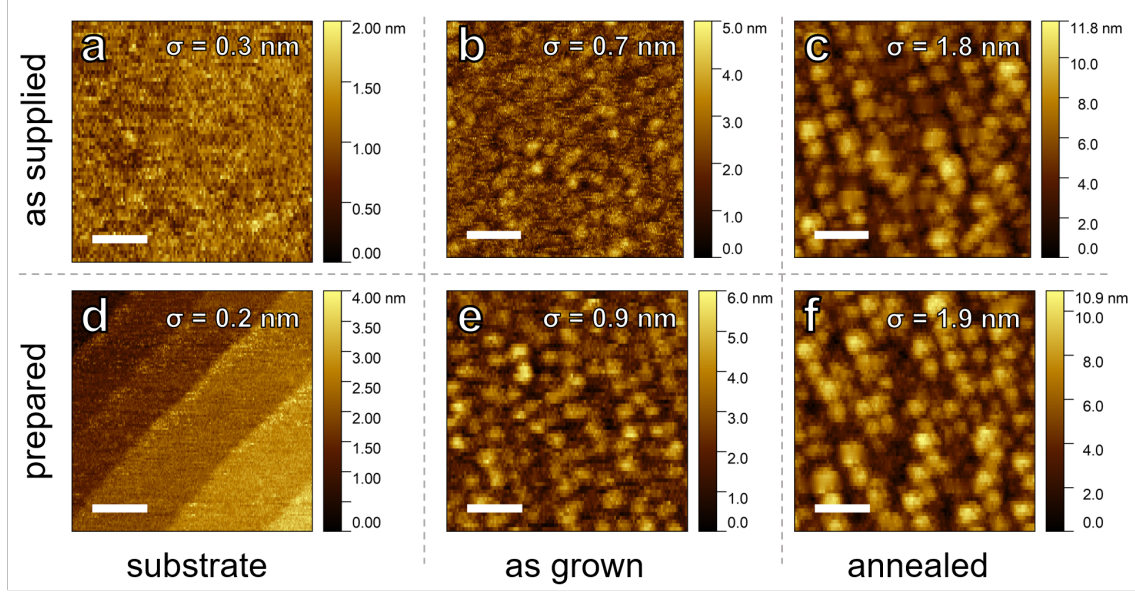 as supplied
a
σ = 0.3 nm
2.00 nm
1.50
1.00
0.50
0.00
b
σ = 0.7 nm
5.0 nm
4.0
3.0
2.0
1.0
0.0
c
σ = 1.8 nm
11.8 nm
10.0
8.0
6.0
4.0
2.0
0.0
prepared
d
σ = 0.2 nm
4.00 nm
3.50
3.00
2.50
2.00
1.50
1.00
0.50
0.00
e
σ = 0.9 nm
6.0 nm
5.0
4.0
3.0
2.0
1.0
0.0
f
σ = 1.9 nm
10.9 nm
10.0
8.0
6.0
4.0
2.0
0.0
substrate
as grown
annealed